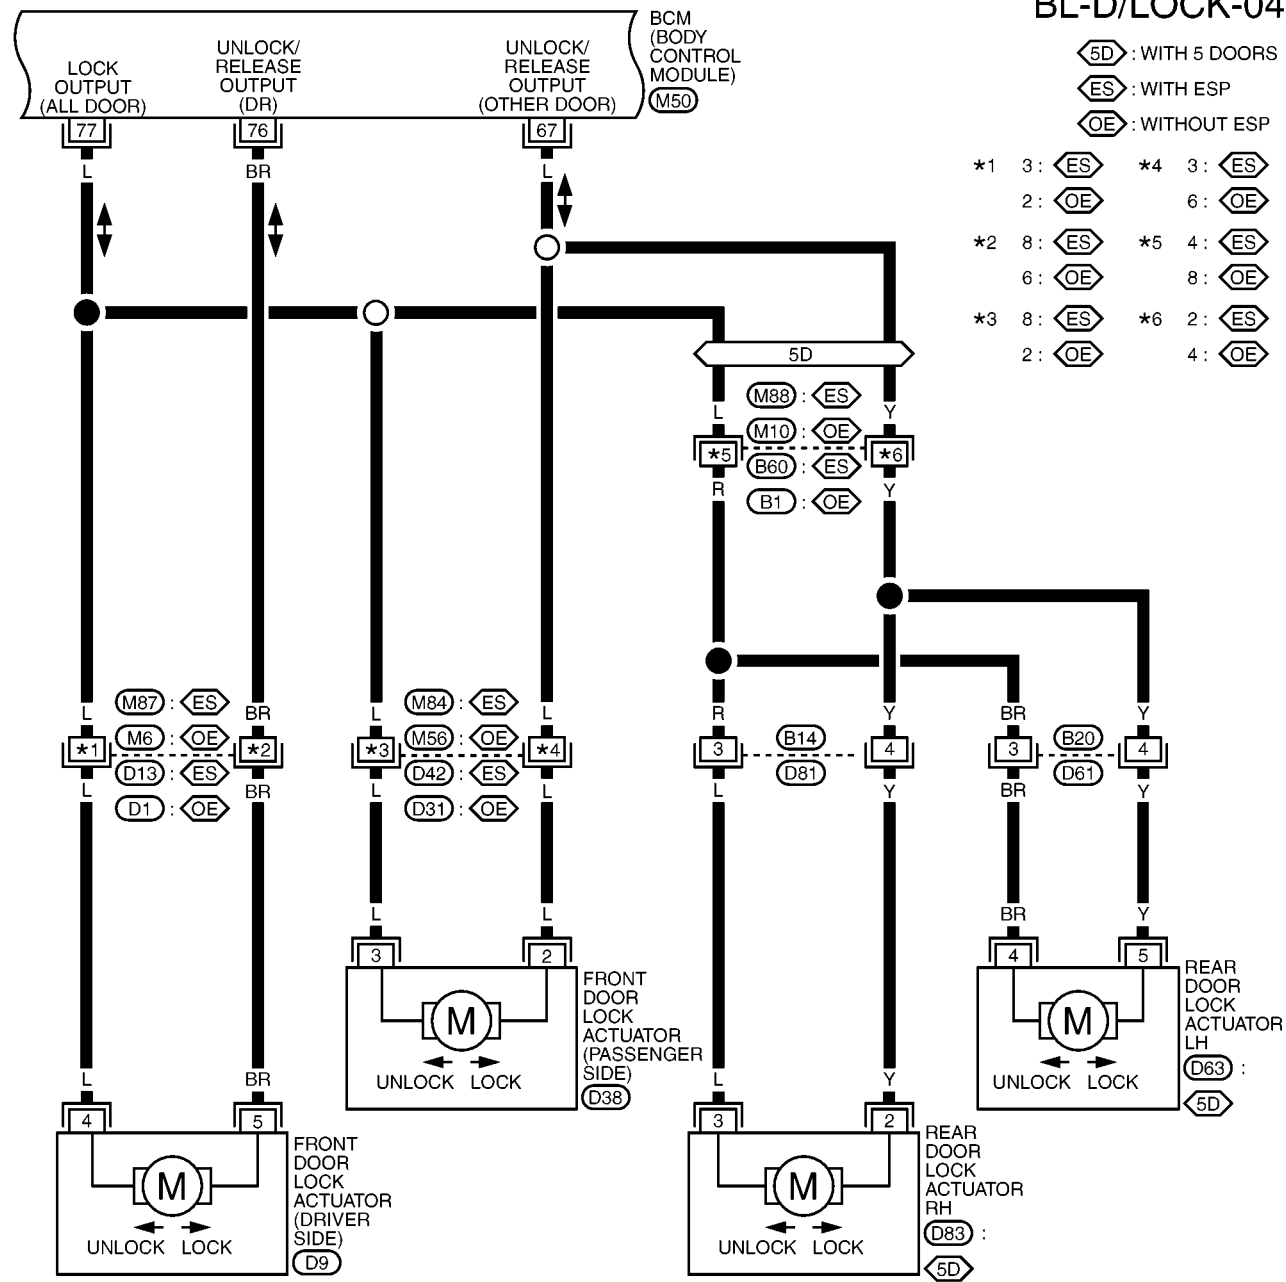 BL-D/LOCK-04
BCM
(BODY
CONTROL
MODULE)
M50
LOCK
OUTPUT
(ALL DOOR)
UNLOCK/
RELEASE
OUTPUT
(DR)
UNLOCK/
RELEASE
OUTPUT
(OTHER DOOR)
77 76 67
L BR L
5D : WITH 5 DOORS
ES : WITH ESP
OE : WITHOUT ESP
*1 3 : ES *4 3 : ES
2 : OE 6 : OE
*2 8 : ES *5 4 : ES
6 : OE 8 : OE
*3 8 : ES *6 2 : ES
2 : OE 4 : OE
5D
L Y
M88 : ES
M10 : OE
*5 *6
B60 : ES
B1 : OE
R Y
L BR L L R Y BR Y
M87 : ES
M6 : OE
*1 *2
D13 : ES
D1 : OE
M84 : ES
M56 : OE
*3 *4
D42 : ES
D31 : OE
3 4
B14
D81
3 4
B20
D61
L BR L L L Y BR Y
L L BR Y
3 2
M
UNLOCK LOCK
FRONT
DOOR
LOCK
ACTUATOR
(PASSENGER
SIDE)
D38
4 5
M
UNLOCK LOCK
REAR
DOOR
LOCK
ACTUATOR
LH
D63 :
5D
L BR L Y
4 5
M
UNLOCK LOCK
FRONT
DOOR
LOCK
ACTUATOR
(DRIVER
SIDE)
D9
3 2
M
UNLOCK LOCK
REAR
DOOR
LOCK
ACTUATOR
RH
D83 :
5D